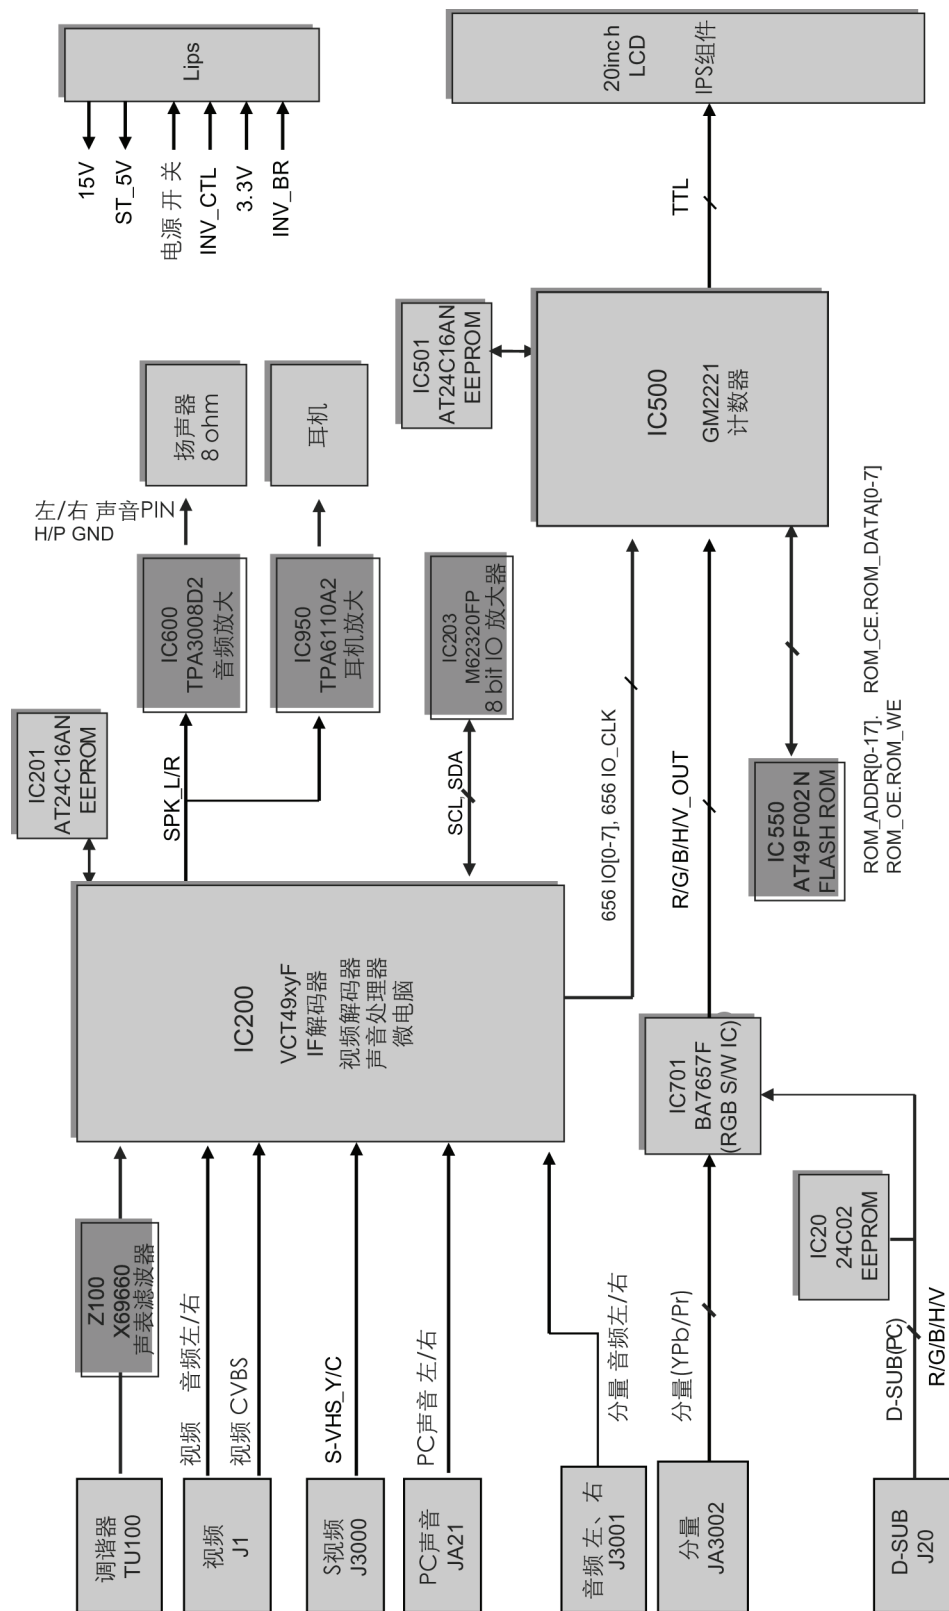 调谐器
TU100
视频
J1
S视频
J3000
PC声音
JA21
音频 左、右
J3001
分量
JA3002
D-SUB
J20
Z100
X69660
声表滤波器
视频 音频左/右
视频 CVBS
S-VHS_Y/C
PC声音 左/右
分量 音频左/右
分量(YPb/Pr)
D-SUB(PC)
R/G/B/H/V
IC20
24C02
EEPROM
IC200
VCT49xyF
IF解码器
视频解码器
声音处理器
微电脑
IC701
BA7657F
(RGB S/W IC)
IC201
AT24C16AN
EEPROM
SPK_L/R
SCL,SDA
656 IO[0-7], 656 IO_CLK
R/G/B/H/V_OUT
IC550
AT49F002N
FLASH ROM
ROM_ADDR[0-17]. ROM_CE.ROM_DATA[0-7]
ROM_OE.ROM_WE
IC600
TPA3008D2
音频放大
IC950
TPA6110A2
耳机放大
IC203
M62320FP
8 bit IO 放大器
左/右 声音PIN
H/P GND
扬声器
8 ohm
耳机
IC501
AT24C16AN
EEPROM
IC500
GM2221
计数器
TTL
15V
ST_5V
电源 开 关
INV_CTL
3.3V
INV_BR
Lips
20inch
LCD
IPS组件